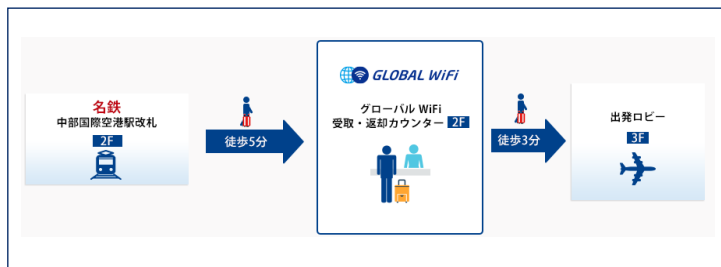 名鉄
中部国際空港駅改札
2F
徒歩5分
GLOBAL WiFi
グローバル WiFi
受取・返却カウンター 2F
徒歩3分
出発ロビー
3F